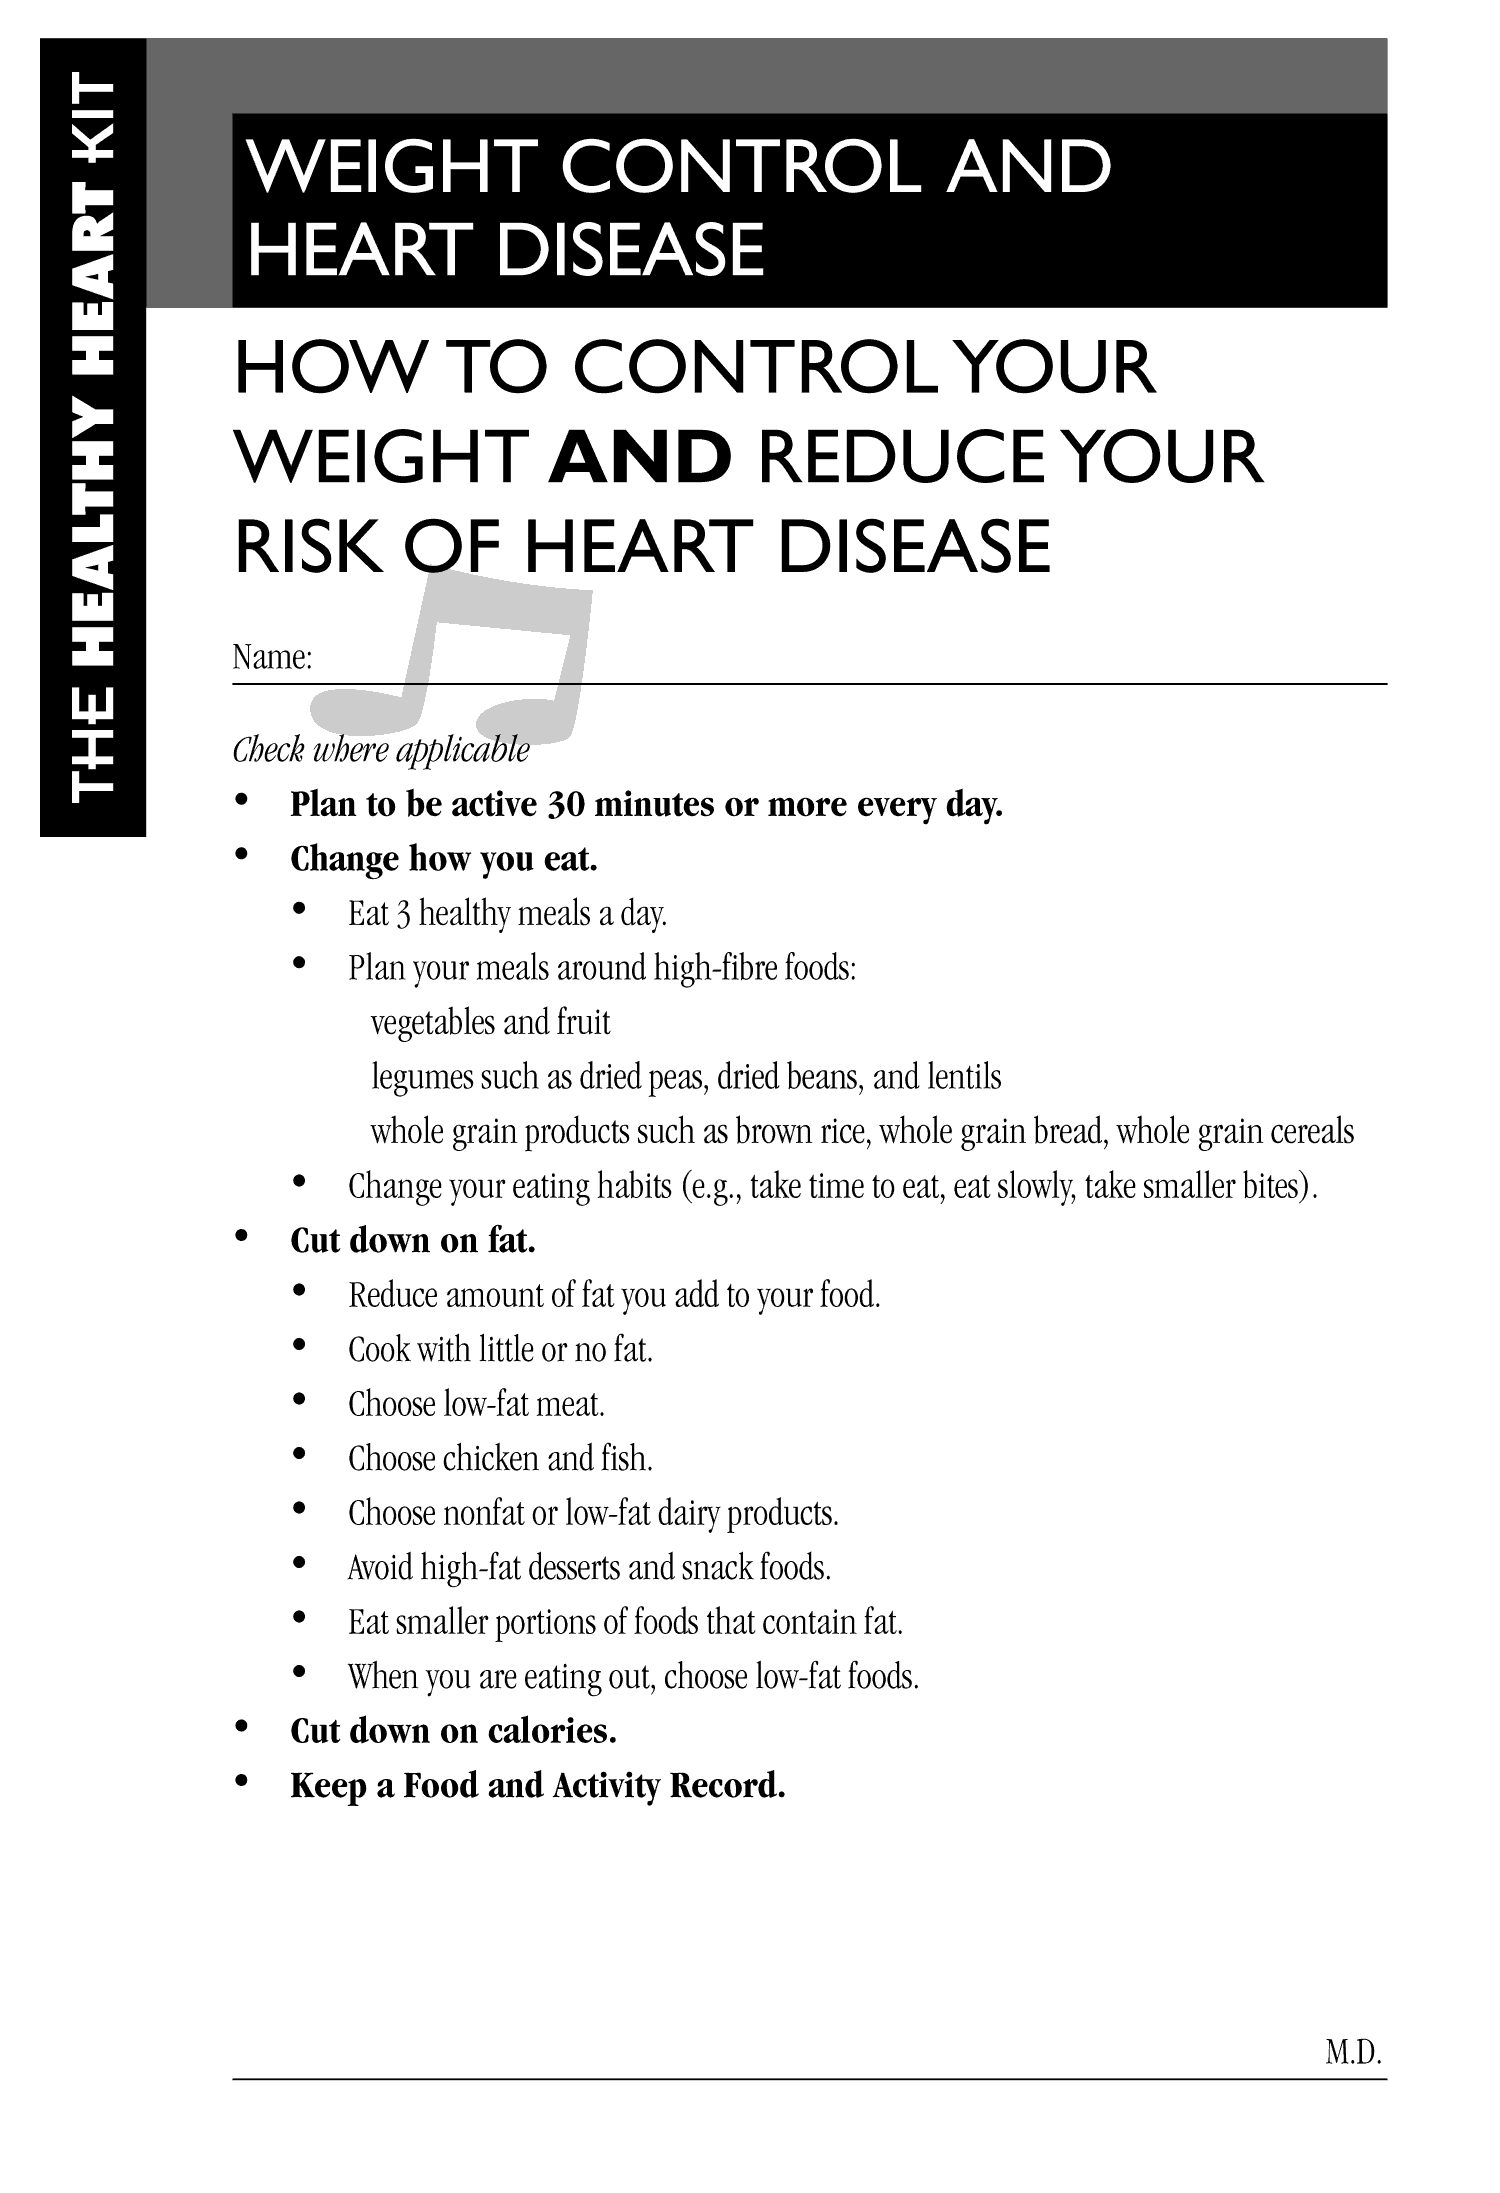 THE HEALTHY HEART KIT
WEIGHT CONTROL AND
HEART DISEASE
HOW TO CONTROL YOUR
WEIGHT AND REDUCE YOUR
RISK OF HEART DISEASE
Name:
Check where applicable
• Plan to be active 30 minutes or more every day.
• Change how you eat.
• Eat 3 healthy meals a day.
• Plan your meals around high-fibre foods:
vegetables and fruit
legumes such as dried peas, dried beans, and lentils
whole grain products such as brown rice, whole grain bread, whole grain cereals
• Change your eating habits (e.g., take time to eat, eat slowly, take smaller bites).
• Cut down on fat.
• Reduce amount of fat you add to your food.
• Cook with little or no fat.
• Choose low-fat meat.
• Choose chicken and fish.
• Choose nonfat or low-fat dairy products.
• Avoid high-fat desserts and snack foods.
• Eat smaller portions of foods that contain fat.
• When you are eating out, choose low-fat foods.
• Cut down on calories.
• Keep a Food and Activity Record.
M.D.